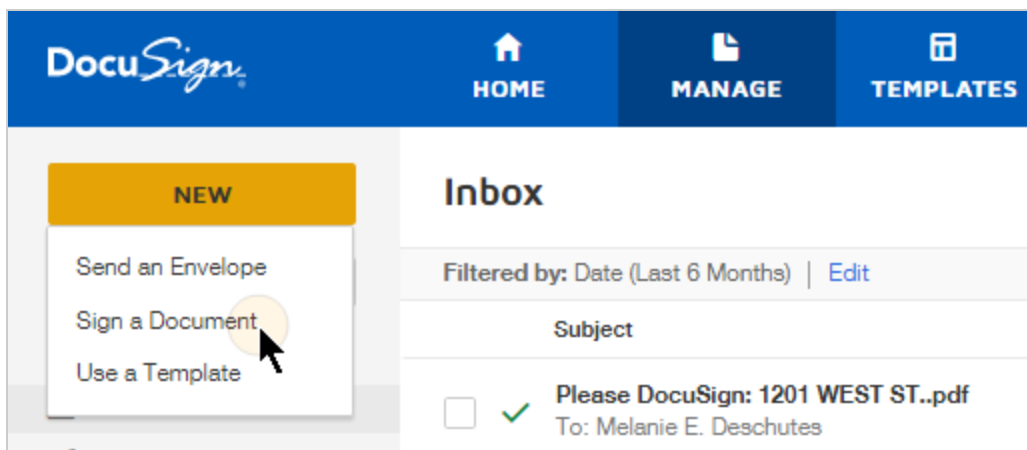 DocuSign
HOME
MANAGE
TEMPLATES
NEW
Send an Envelope
Sign a Document
Use a Template
Inbox
Filtered by: Date (Last 6 Months) | Edit
Subject
Please DocuSign: 1201 WEST ST..pdf
To: Melanie E. Deschutes